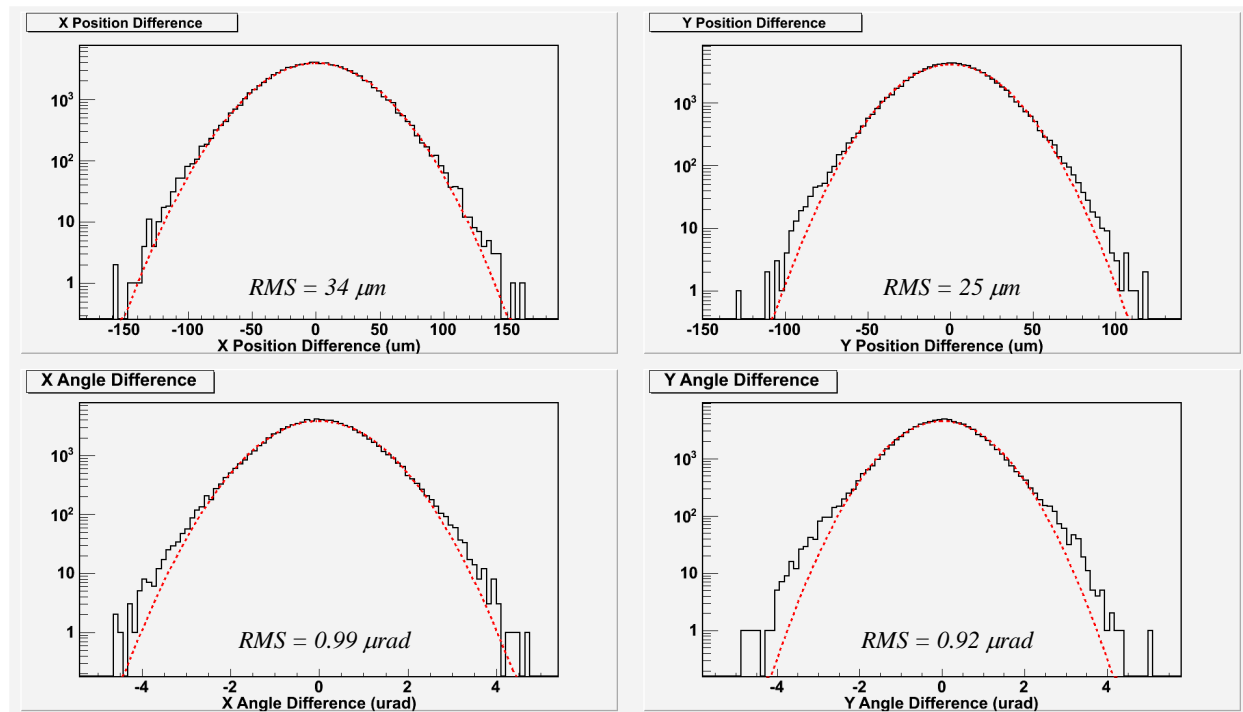 X Position Difference
10³
10²
10
1
RMS = 34 μm
-150 -100 -50 0 50 100 150
X Position Difference (um)
Y Position Difference
10³
10²
10
1
RMS = 25 μm
-150 -100 -50 0 50 100
Y Position Difference (um)
X Angle Difference
10³
10²
10
1
RMS = 0.99 μrad
-4 -2 0 2 4
X Angle Difference (urad)
Y Angle Difference
10³
10²
10
1
RMS = 0.92 μrad
-4 -2 0 2 4
Y Angle Difference (urad)